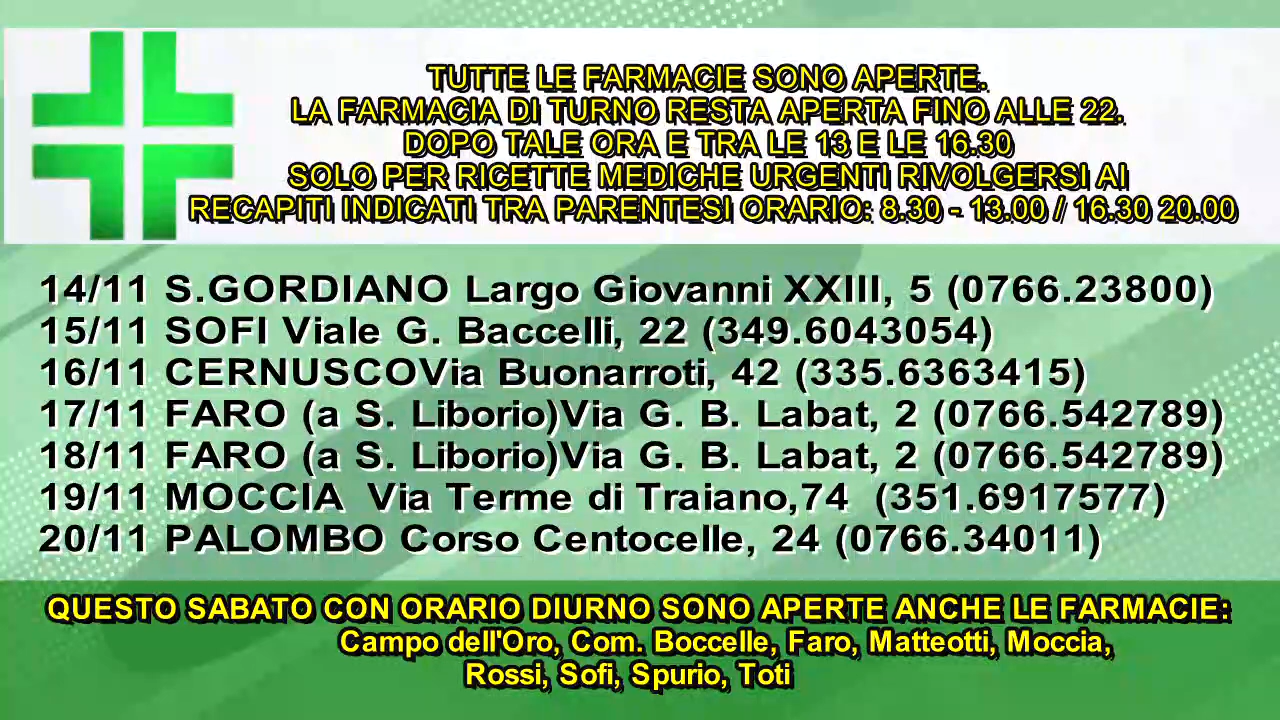 TUTTE LE FARMACIE SONO APERTE.
LA FARMACIA DI TURNO RESTA APERTA FINO ALLE 22.
DOPO TALE ORA E TRA LE 13 E LE 16.30
SOLO PER RICETTE MEDICHE URGENTI RIVOLGERSI AI
RECAPITI INDICATI TRA PARENTESI ORARIO: 8.30 - 13.00 / 16.30 20.00
14/11 S.GORDIANO Largo Giovanni XXIII, 5 (0766.23800)
15/11 SOFI Viale G. Baccelli, 22 (349.6043054)
16/11 CERNUSCOVia Buonarroti, 42 (335.6363415)
17/11 FARO (a S. Liborio)Via G. B. Labat, 2 (0766.542789)
18/11 FARO (a S. Liborio)Via G. B. Labat, 2 (0766.542789)
19/11 MOCCIA  Via Terme di Traiano,74  (351.6917577)
20/11 PALOMBO Corso Centocelle, 24 (0766.34011)
QUESTO SABATO CON ORARIO DIURNO SONO APERTE ANCHE LE FARMACIE:
Campo dell'Oro, Com. Boccelle, Faro, Matteotti, Moccia,
Rossi, Sofi, Spurio, Toti